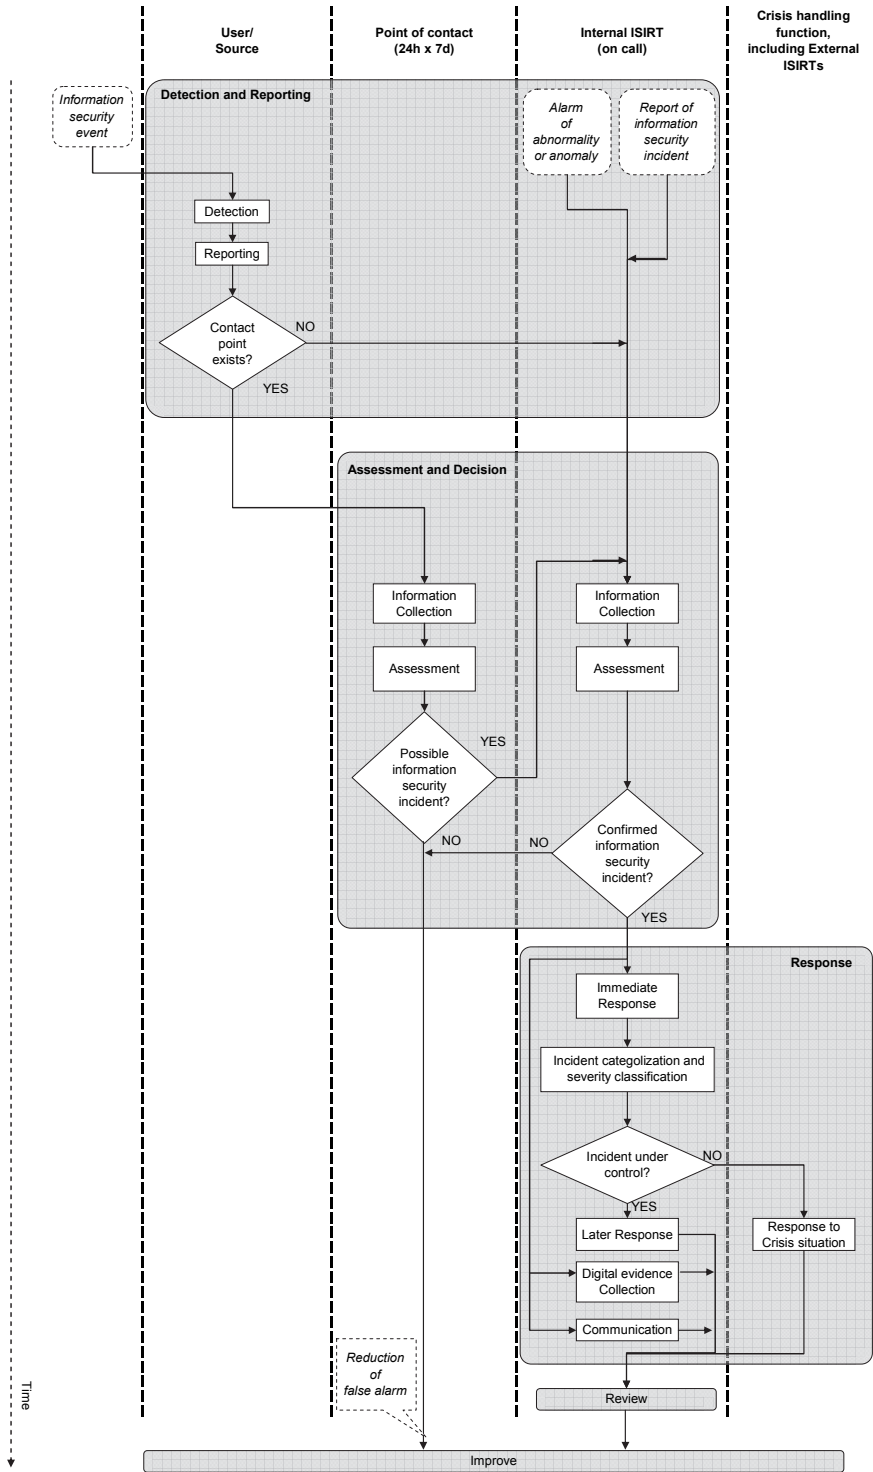 User/
Source
Point of contact
(24h x 7d)
Internal ISIRT
(on call)
Crisis handling
function,
including External
ISIRTs
Detection and Reporting
Information
security
event
Alarm
of
abnormality
or anomaly
Report of
information
security
incident
Detection
Reporting
Contact
point
exists?
NO
YES
Assessment and Decision
Information
Collection
Information
Collection
Assessment
Assessment
Possible
information
security
incident?
YES
NO
NO
Confirmed
information
security
incident?
YES
Response
Immediate
Response
Incident categolization and
severity classification
Incident under
control?
NO
YES
Later Response
Response to
Crisis situation
Digital evidence
Collection
Communication
Reduction
of
false alarm
Time
Review
Improve